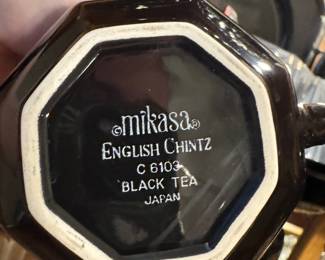 mikasa®
ENGLISH CHINTZ
C 6103
BLACK TEA
JAPAN